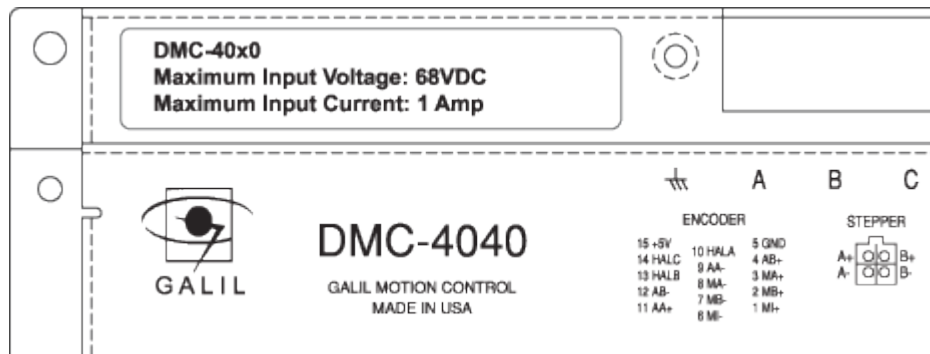 DMC-40x0
Maximum Input Voltage: 68VDC
Maximum Input Current: 1 Amp
A B C
GALIL
DMC-4040
GALIL MOTION CONTROL
MADE IN USA
ENCODER
15 +5V
14 HALC
13 HALB
12 AB-
11 AA+
10 HALA
9 AA-
8 MA-
7 MB-
6 MI-
5 GND
4 AB+
3 MA+
2 MB+
1 MI+
STEPPER
A+ B+
A- B-